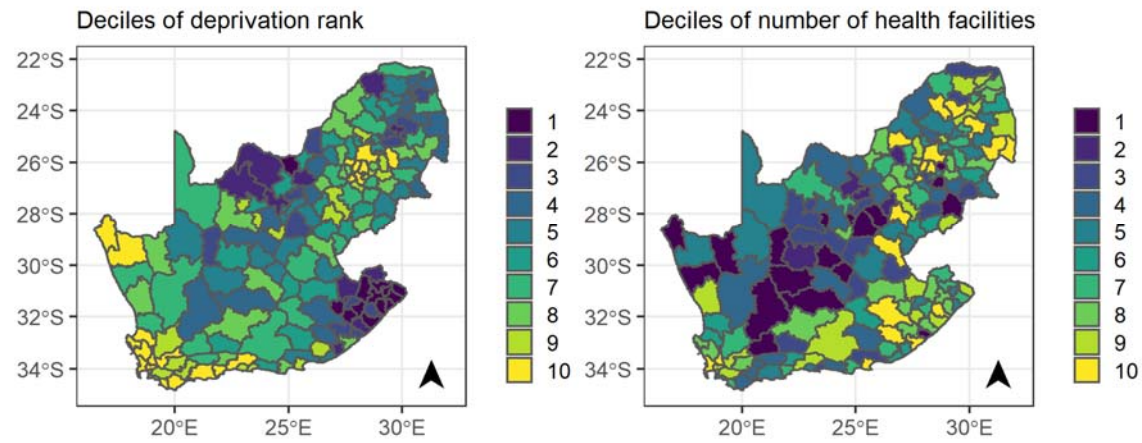 Deciles of deprivation rank
22°S
24°S
26°S
28°S
30°S
32°S
34°S
20°E 25°E 30°E
1
2
3
4
5
6
7
8
9
10
Deciles of number of health facilities
22°S
24°S
26°S
28°S
30°S
32°S
34°S
20°E 25°E 30°E
1
2
3
4
5
6
7
8
9
10